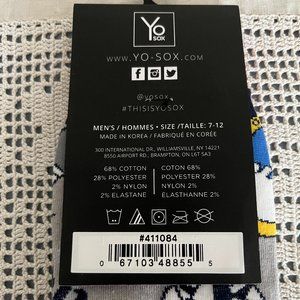 Yo
SOX
WWW.YO-SOX.COM
@yosox
#THISISYOSOX
MEN'S / HOMMES • SIZE /TAILLE: 7-12
MADE IN KOREA / FABRIQUÉ EN CORÉE
300 INTERNATIONAL DR., WILLIAMSVILLE, NY 14221
8550 AIRPORT RD., BRAMPTON, ON L6T 5A3
68% COTTON
28% POLYESTER
2% NYLON
2% ELASTANE
COTON 68%
POLYESTER 28%
NYLON 2%
ÉLASTHANNE 2%
#411084
0 67103 48855 5